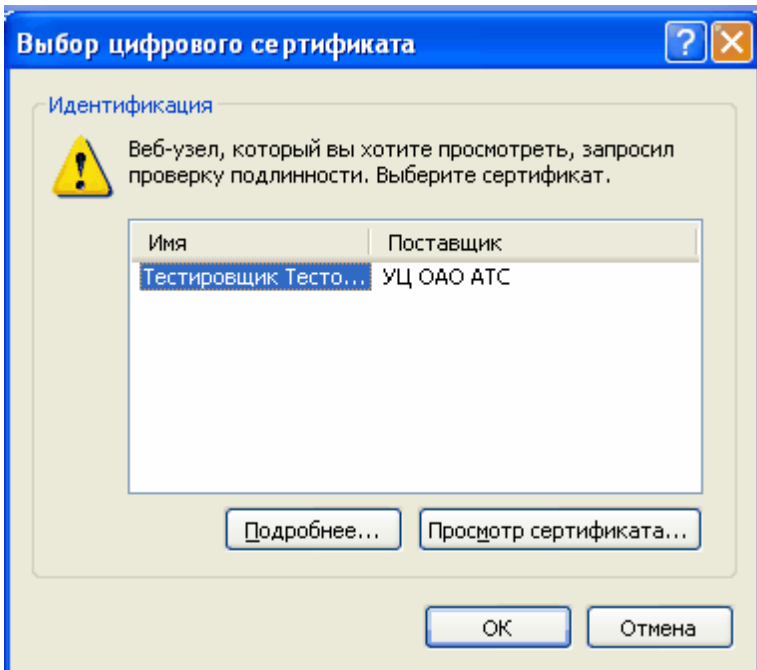 Выбор цифрового сертификата
Идентификация
Веб-узел, который вы хотите просмотреть, запросил
проверку подлинности. Выберите сертификат.
Имя Поставщик
Тестировщик Тесто... УЦ ОАО АТС
Подробнее... Просмотр сертификата...
ОК Отмена